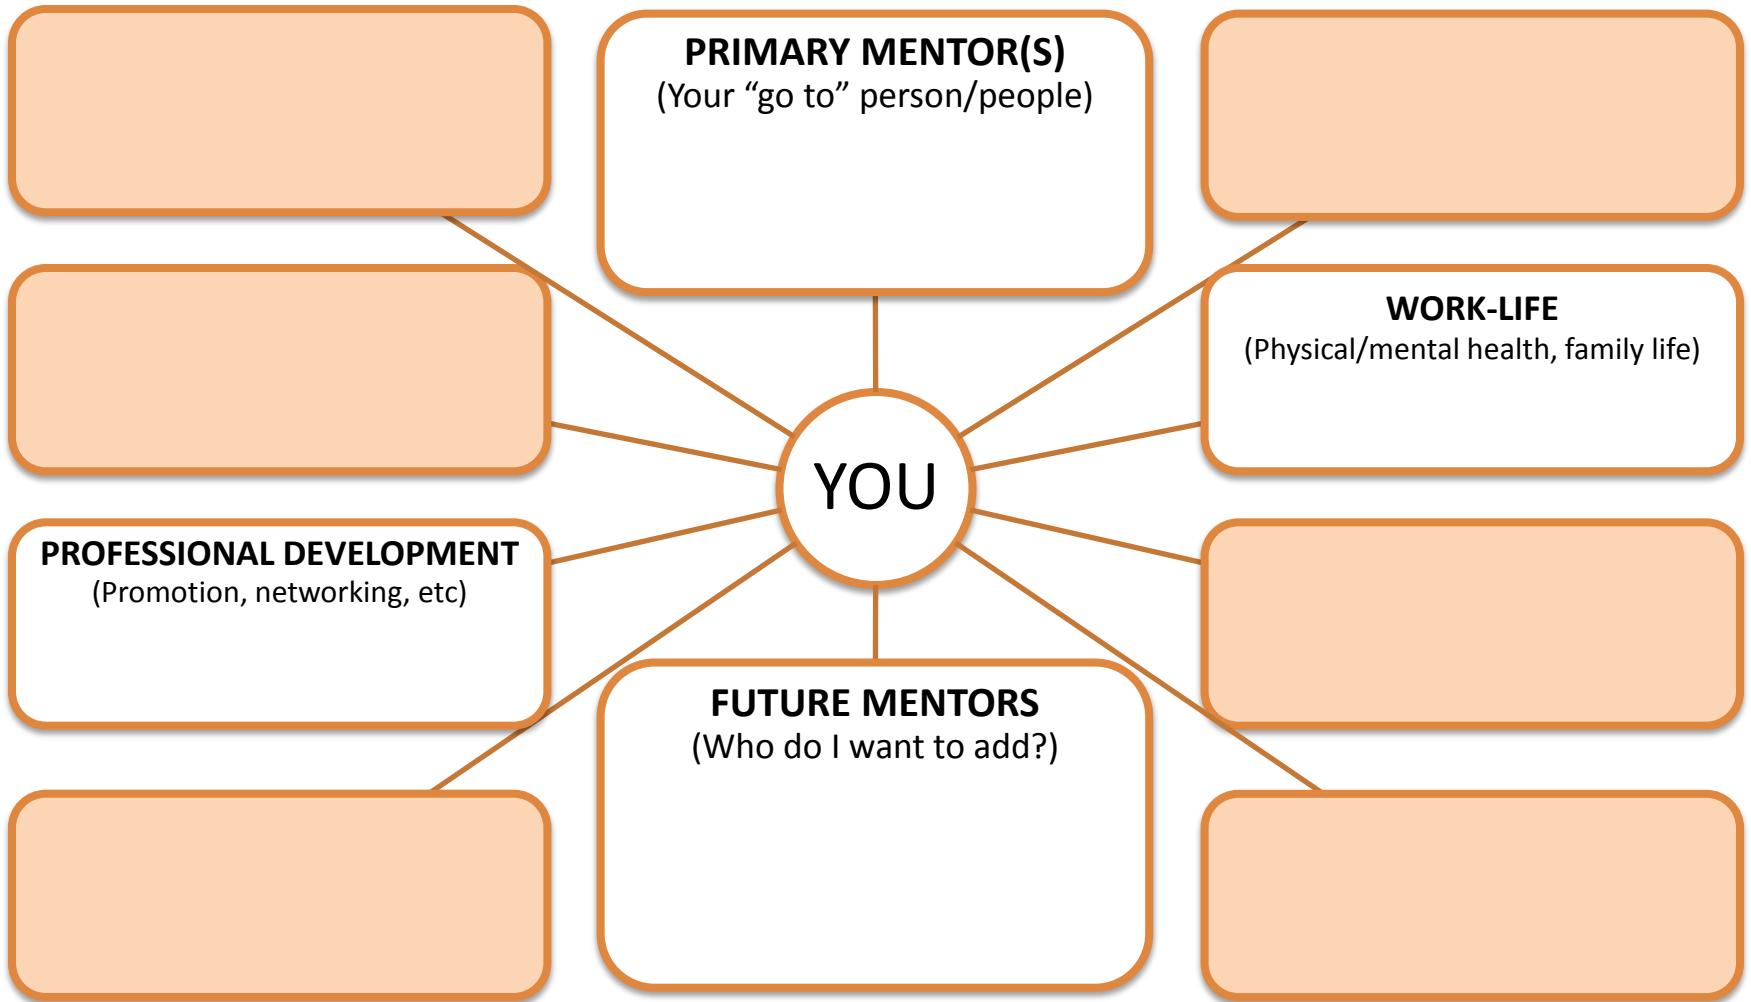 PRIMARY MENTOR(S)
(Your “go to” person/people)
WORK-LIFE
(Physical/mental health, family life)
YOU
PROFESSIONAL DEVELOPMENT
(Promotion, networking, etc)
FUTURE MENTORS
(Who do I want to add?)